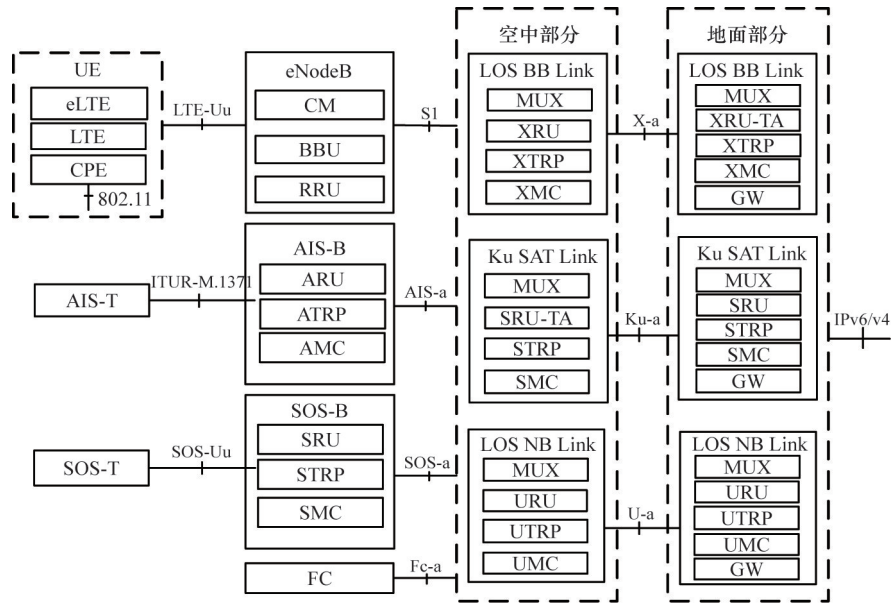 UE
eLTE
LTE
CPE
802.11
LTE-Uu
eNodeB
CM
BBU
RRU
S1
AIS-T
ITUR-M.1371
AIS-B
ARU
ATRP
AMC
AIS-a
SOS-T
SOS-Uu
SOS-B
SRU
STRP
SMC
SOS-a
FC
Fc-a
空中部分
LOS BB Link
MUX
XRU
XTRP
XMC
X-a
Ku SAT Link
MUX
SRU-TA
STRP
SMC
Ku-a
LOS NB Link
MUX
URU
UTRP
UMC
U-a
地面部分
LOS BB Link
MUX
XRU-TA
XTRP
XMC
GW
Ku SAT Link
MUX
SRU
STRP
SMC
GW
LOS NB Link
MUX
URU
UTRP
UMC
GW
IPv6/v4